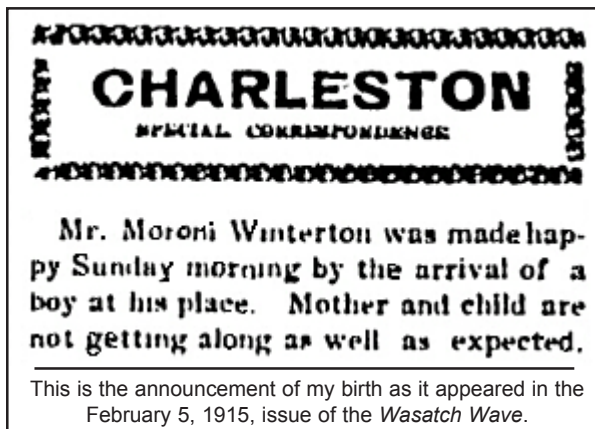 CHARLESTON
SPECIAL CORRESPONDENCE
Mr. Moroni Winterton was made hap-
py Sunday morning by the arrival of a
boy at his place. Mother and child are
not getting along as well as expected.
This is the announcement of my birth as it appeared in the
February 5, 1915, issue of the Wasatch Wave.